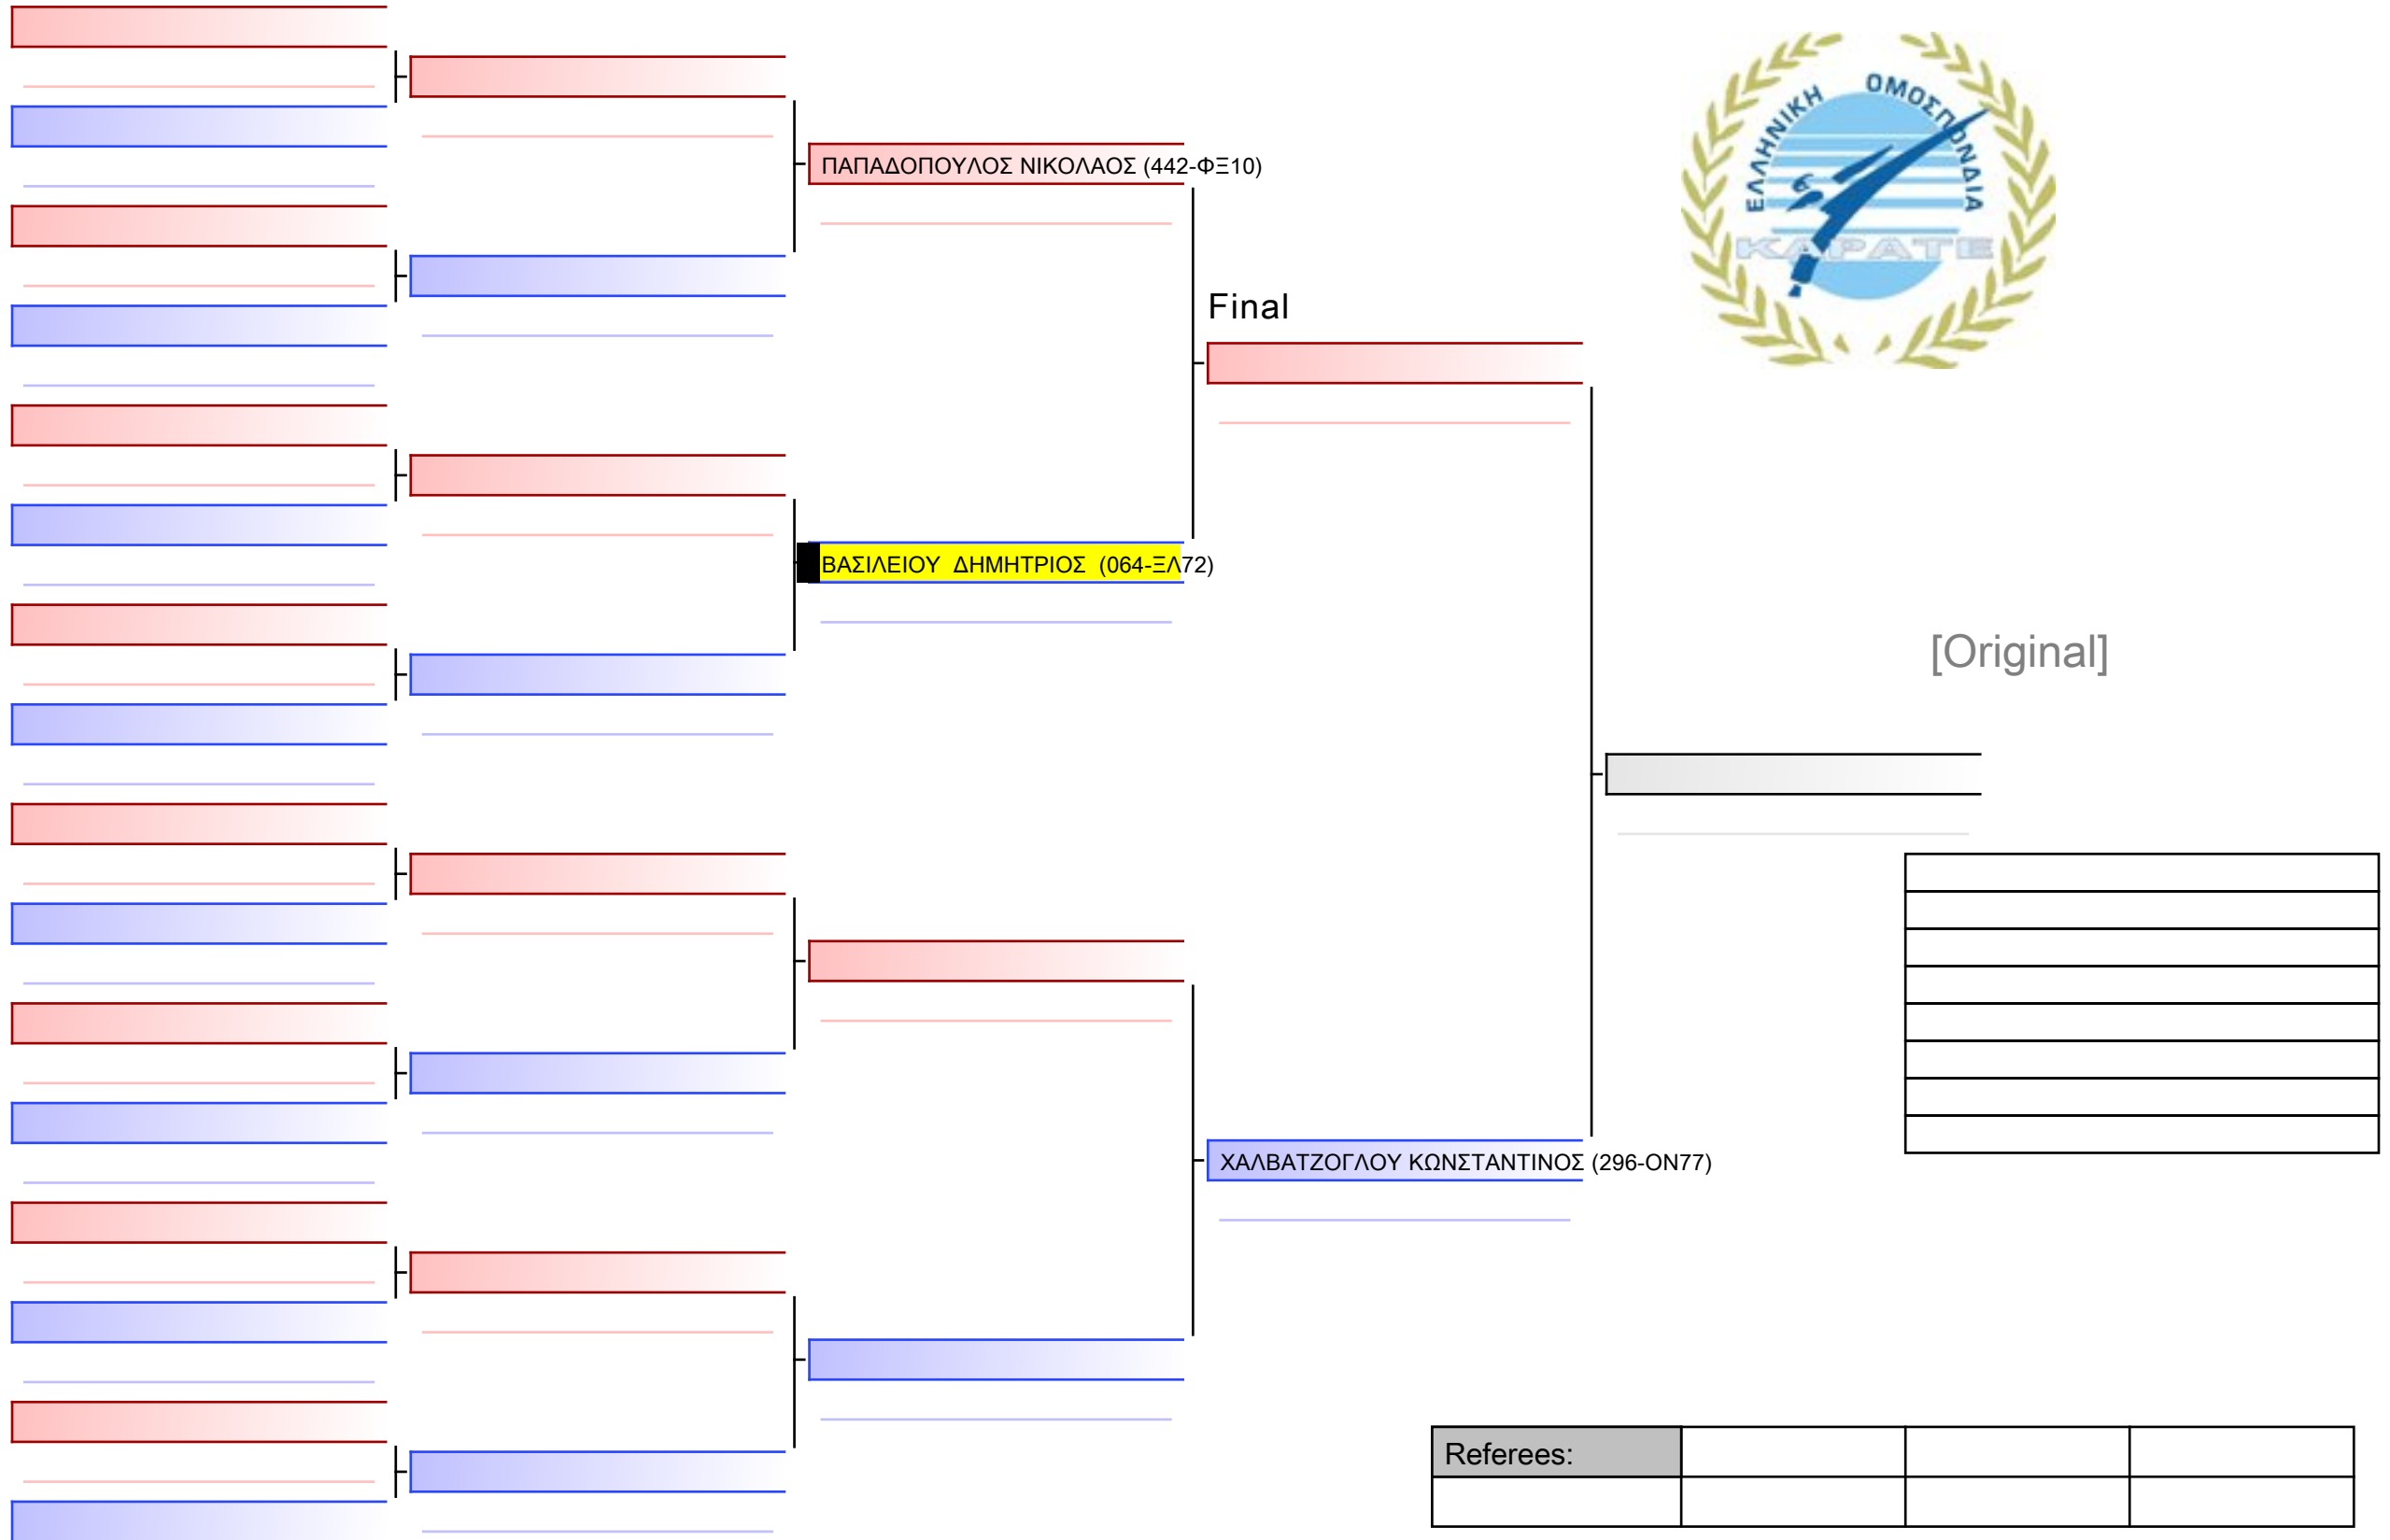 ΕΛΛΗΝΙΚΗ ΟΜΟΣΠΟΝΔΙΑ
ΚΑΡΑΤΕ
ΠΑΠΑΔΟΠΟΥΛΟΣ ΝΙΚΟΛΑΟΣ (442-ΦΞ10)
Final
ΒΑΣΙΛΕΙΟΥ ΔΗΜΗΤΡΙΟΣ (064-ΞΛ72)
[Original]
ΧΑΛΒΑΤΖΟΓΛΟΥ ΚΩΝΣΤΑΝΤΙΝΟΣ (296-ΟΝ77)
Referees: